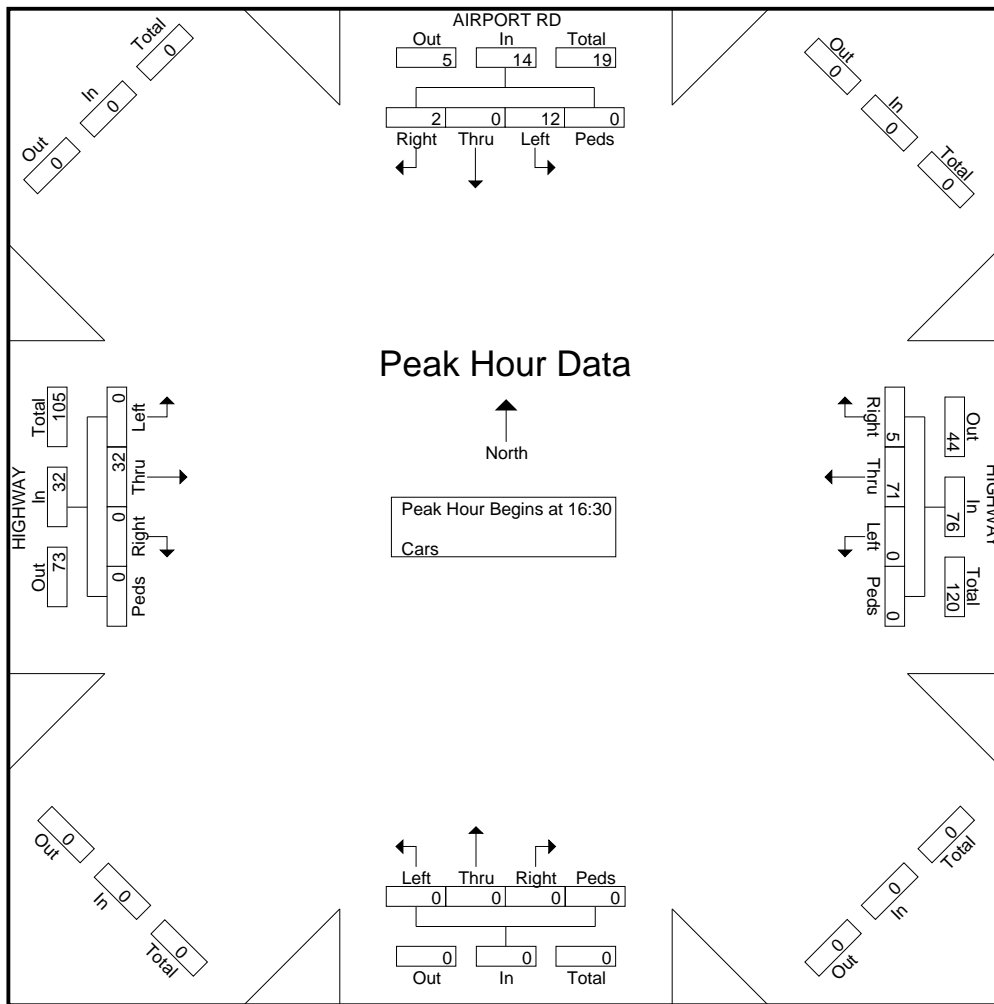 AIRPORT RD
Out In Total
5 14 19
2 0 12 0
Right Thru Left Peds
Total
0
In
0
Out
0
Out
0
In
0
Total
0
Peak Hour Data
North
Peak Hour Begins at 16:30
Cars
HIGHWAY
Out In Total
73 32 105
0 32 0 0
Left Thru Right Peds
HIGHWAY
Out In Total
44 76 120
5 71 0 0
Right Thru Left Peds
Out
0
In
0
Total
0
Left Thru Right Peds
0 0 0 0
0 0 0
Out In Total
Total
0
In
0
Out
0